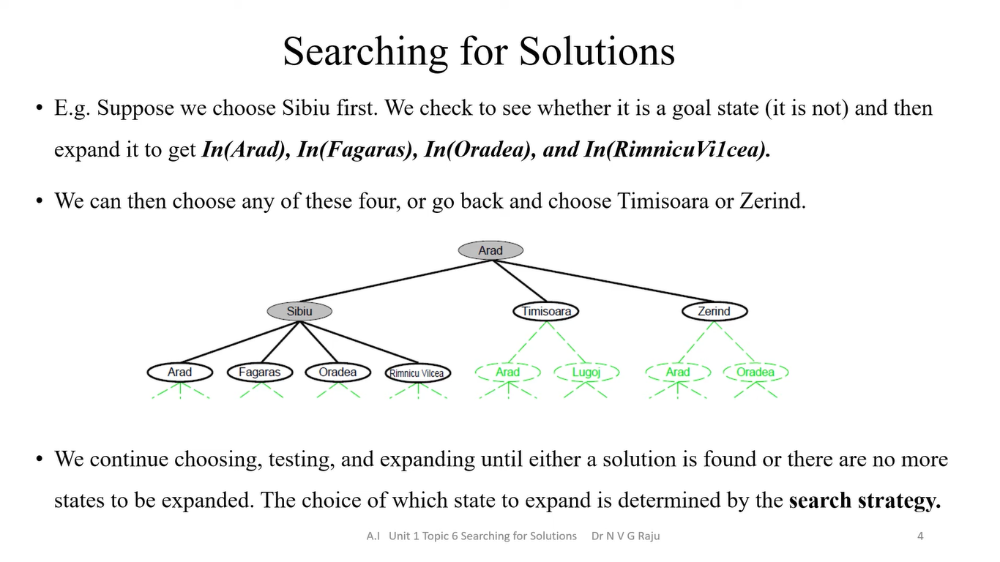 Searching for Solutions
• E.g. Suppose we choose Sibiu first. We check to see whether it is a goal state (it is not) and then
expand it to get In(Arad), In(Fagaras), In(Oradea), and In(RimnicuVi1cea).
• We can then choose any of these four, or go back and choose Timisoara or Zerind.
Arad
Sibiu Timisoara Zerind
Arad Fagaras Oradea Rimnicu Vilcea Arad Lugoj Arad Oradea
• We continue choosing, testing, and expanding until either a solution is found or there are no more
states to be expanded. The choice of which state to expand is determined by the search strategy.
A.I Unit 1 Topic 6 Searching for Solutions Dr N V G Raju 4